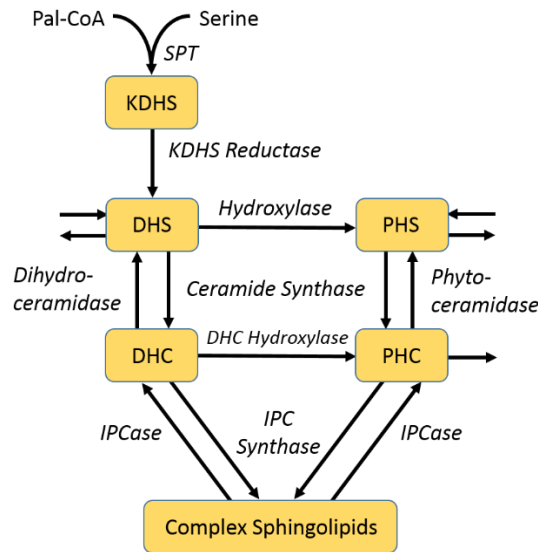 Pal-CoA Serine
SPT
KDHS
KDHS Reductase
DHS Hydroxylase PHS
Dihydro-
ceramidase
Ceramide Synthase
Phyto-
ceramidase
DHC DHC Hydroxylase PHC
IPCase
IPC
Synthase
IPCase
Complex Sphingolipids